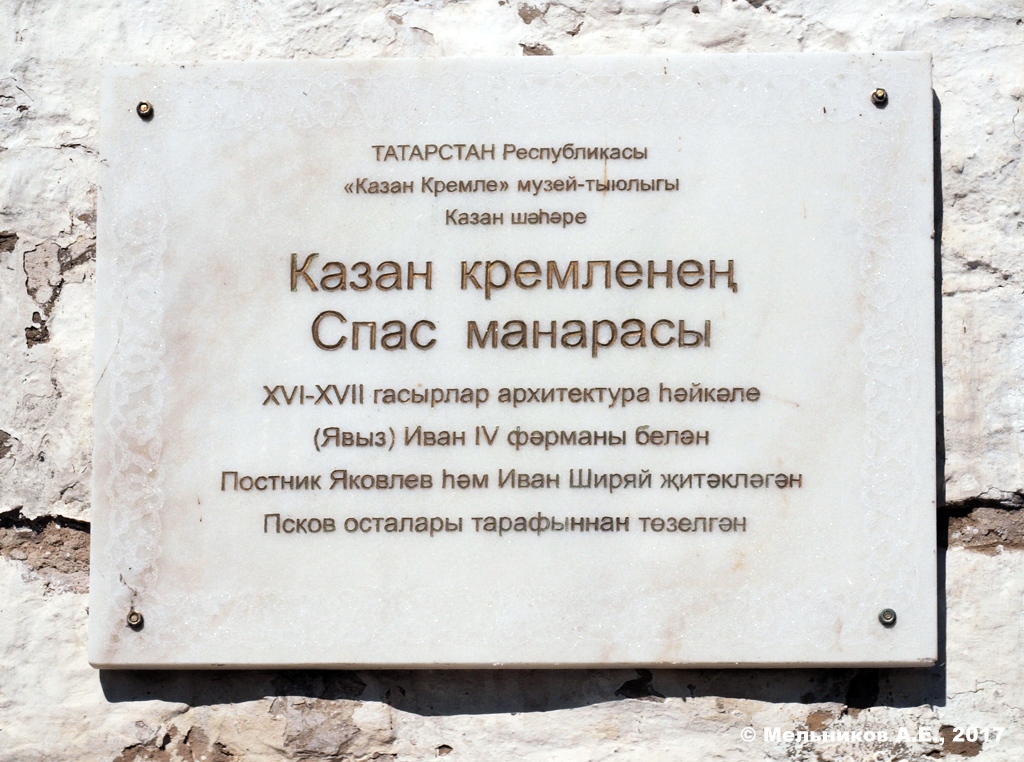 ТАТАРСТАН Республикасы
«Казан Кремле» музей-тыюлыгы
Казан шәһәре
Казан кремленең
Спас манарасы
XVI-XVII гасырлар архитектура һәйкәле
(Явыз) Иван IV фәрманы белән
Постник Яковлев һәм Иван Ширяй җитәкләгән
Псков осталары тарафыннан төзелгән
© Мельников А.Е., 2017